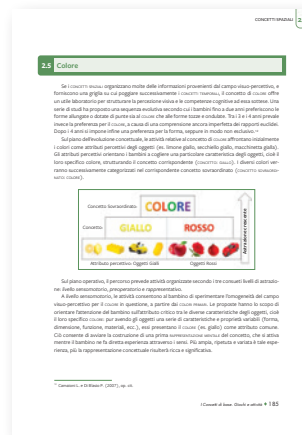 CONCETTI SPAZIALI 2
2.5 Colore
Se i CONCETTI SPAZIALI organizzano molte delle informazioni provenienti dal campo visuo-percettivo, e
forniscono una griglia su cui poggiare successivamente i CONCETTI TEMPORALI, il concetto di COLORE offre
un utile laboratorio per strutturare la percezione visiva e le competenze cognitive ad essa sottese. Una
serie di studi ha proposto una sequenza evolutiva secondo cui i bambini fino a due anni preferiscono le
forme allungate o dotate di punte sia al COLORE che alle forme tozze e ondulate. Tra i 3 e i 4 anni prevale
invece la preferenza per il COLORE, a causa di una comprensione ancora imperfetta dei rapporti euclidei.
Dopo i 4 anni si impone infine una preferenza per la forma, seppure in modo non esclusivo.
Sul piano dell'evoluzione concettuale, le attività relative al concetto di COLORE affrontano inizialmente
i colori come attributi percettivi degli oggetti (es. limone giallo, secchiello giallo, macchinetta gialla).
Gli attributi percettivi orientano i bambini a cogliere una particolare caratteristica degli oggetti, cioè il
loro specifico colore, strutturando il concetto corrispondente (CONCETTO GIALLO). I diversi colori ver-
ranno successivamente categorizzati nel corrispondente concetto sovraordinato (CONCETTO SOVRAORDI-
NATO COLORE).
Concetto Sovraordinato: COLORE
Concetto: GIALLO ROSSO
Attributo percettivo: Oggetti Gialli Oggetti Rossi
Astrazione crescente
Sul piano operativo, il percorso prevede attività organizzate secondo i tre consueti livelli di astrazio-
ne: livello sensomotorio, preoperatorio e rappresentativo.
A livello sensomotorio, le attività consentono al bambino di sperimentare l'omogeneità del campo
visuo-percettivo per il COLORE in questione, a partire dai COLORI PRIMARI. Le proposte hanno lo scopo di
orientare l'attenzione del bambino sull'attributo critico tra le diverse caratteristiche degli oggetti, cioè
il loro specifico COLORE: pur avendo gli oggetti una serie di caratteristiche e proprietà variabili (forma,
dimensione, funzione, materiali, ecc.), essi presentano il COLORE (es. giallo) come attributo comune.
Ciò consente di avviare la costruzione di una prima SUPERORDINAZIONE MENTALE del concetto, che si attiva
mentre il bambino ne fa diretta esperienza attraverso i sensi. Più ampia, ripetuta e variata è tale espe-
rienza, più la rappresentazione concettuale risulterà ricca e significativa.
Cannavò L. e Di Blasio F. (2007), op. cit.
I Concetti di base. Giochi e attività • 185